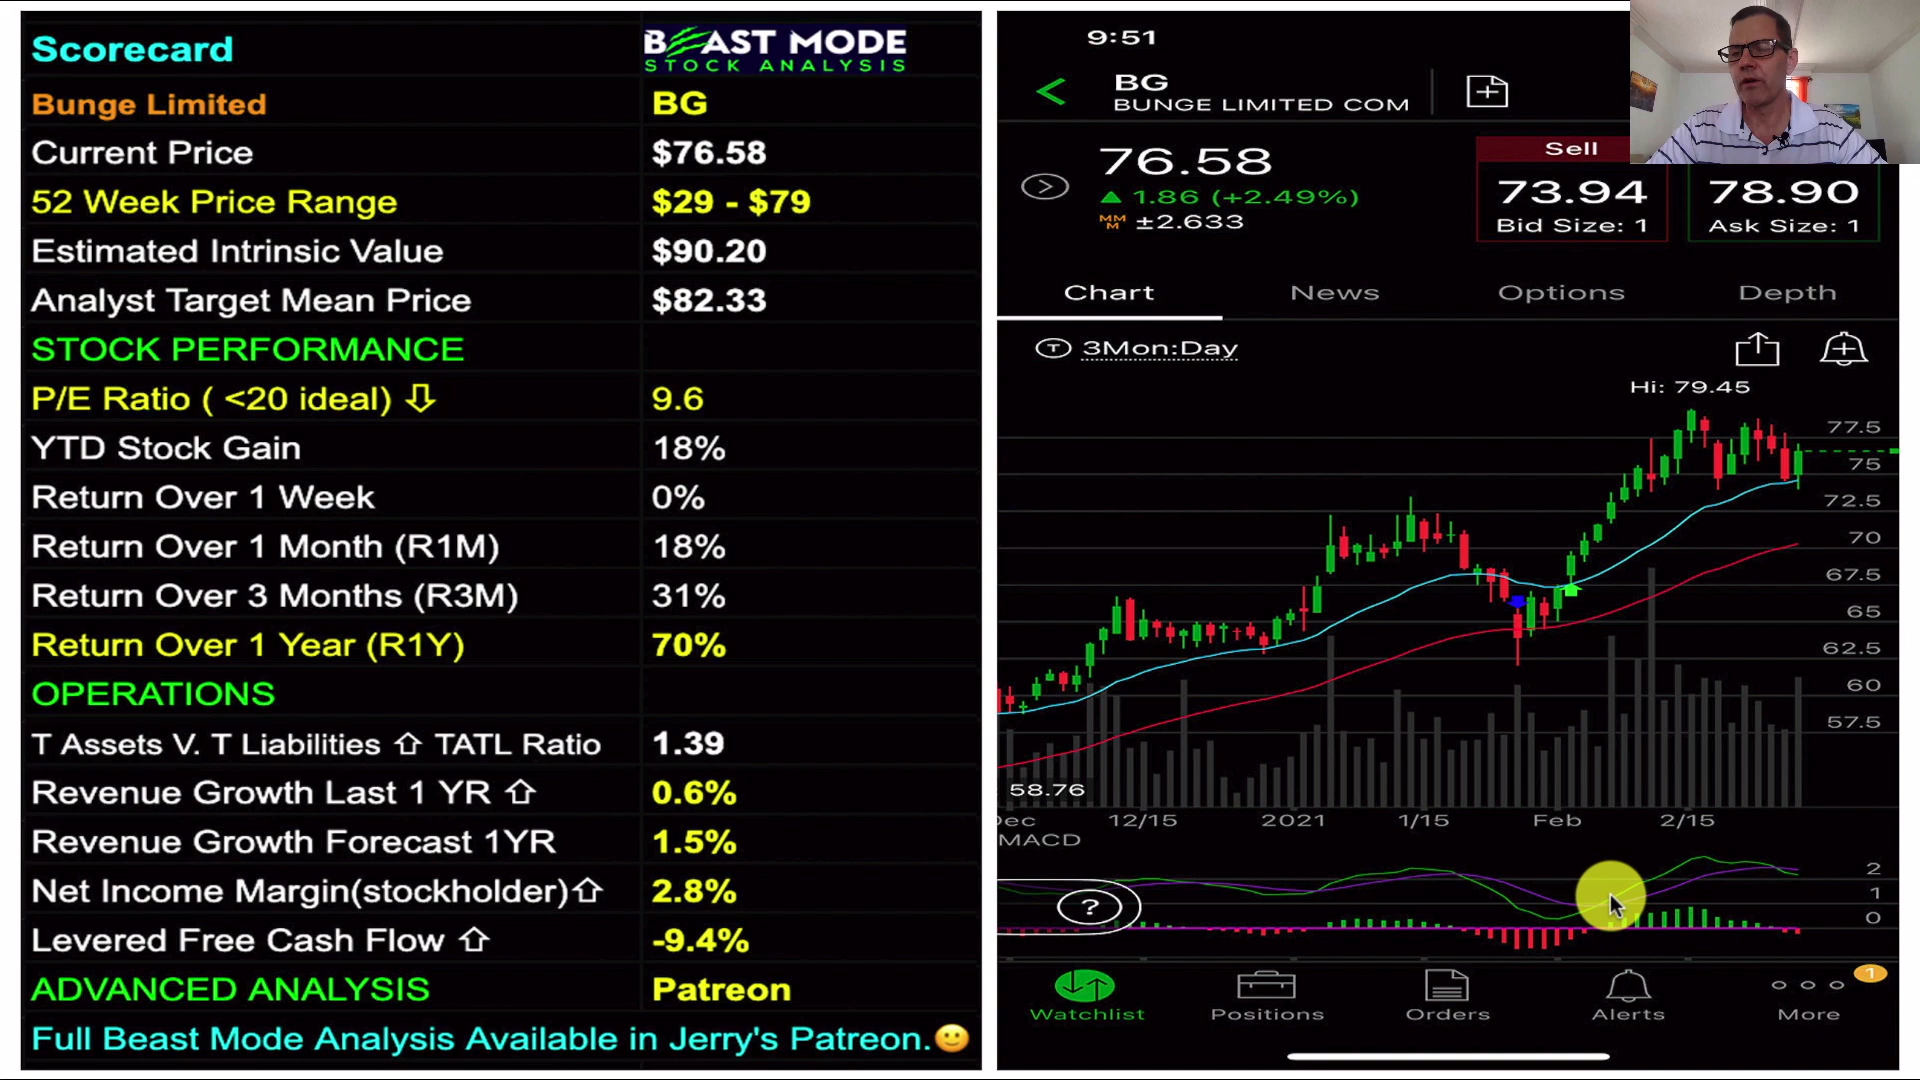 Scorecard BEAST MODE
STOCK ANALYSIS
Bunge Limited BG
Current Price $76.58
52 Week Price Range $29 - $79
Estimated Intrinsic Value $90.20
Analyst Target Mean Price $82.33
STOCK PERFORMANCE
P/E Ratio ( <20 ideal) ⇩ 9.6
YTD Stock Gain 18%
Return Over 1 Week 0%
Return Over 1 Month (R1M) 18%
Return Over 3 Months (R3M) 31%
Return Over 1 Year (R1Y) 70%
OPERATIONS
T Assets V. T Liabilities ⇧ TATL Ratio 1.39
Revenue Growth Last 1 YR ⇧ 0.6%
Revenue Growth Forecast 1YR 1.5%
Net Income Margin(stockholder)⇧ 2.8%
Levered Free Cash Flow ⇧ -9.4%
ADVANCED ANALYSIS Patreon
Full Beast Mode Analysis Available in Jerry's Patreon.🙂
9:51
BG
BUNGE LIMITED COM
76.58
1.86 (+2.49%)
MMM ±2.633
Sell
73.94 78.90
Bid Size: 1 Ask Size: 1
Chart News Options Depth
T 3Mon:Day
Hi: 79.45
77.5
75
72.5
70
67.5
65
62.5
60
57.5
58.76
Dec 12/15 2021 1/15 Feb 2/15
MACD
2
1
0
?
1
Watchlist Positions Orders Alerts More